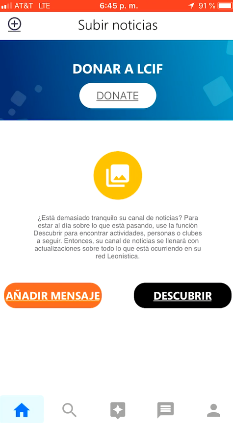 AT&T LTE 6:45 p. m. 91 %
Subir noticias
DONAR A LCIF
DONATE
¿Está demasiado tranquilo su canal de noticias? Para
estar al día sobre lo que está pasando, use la función
Descubrir para encontrar actividades, personas o clubes
a seguir. Entonces, su canal de noticias se llenará con
actualizaciones sobre todo lo que está ocurriendo en su
red Leonística.
AÑADIR MENSAJE
DESCUBRIR